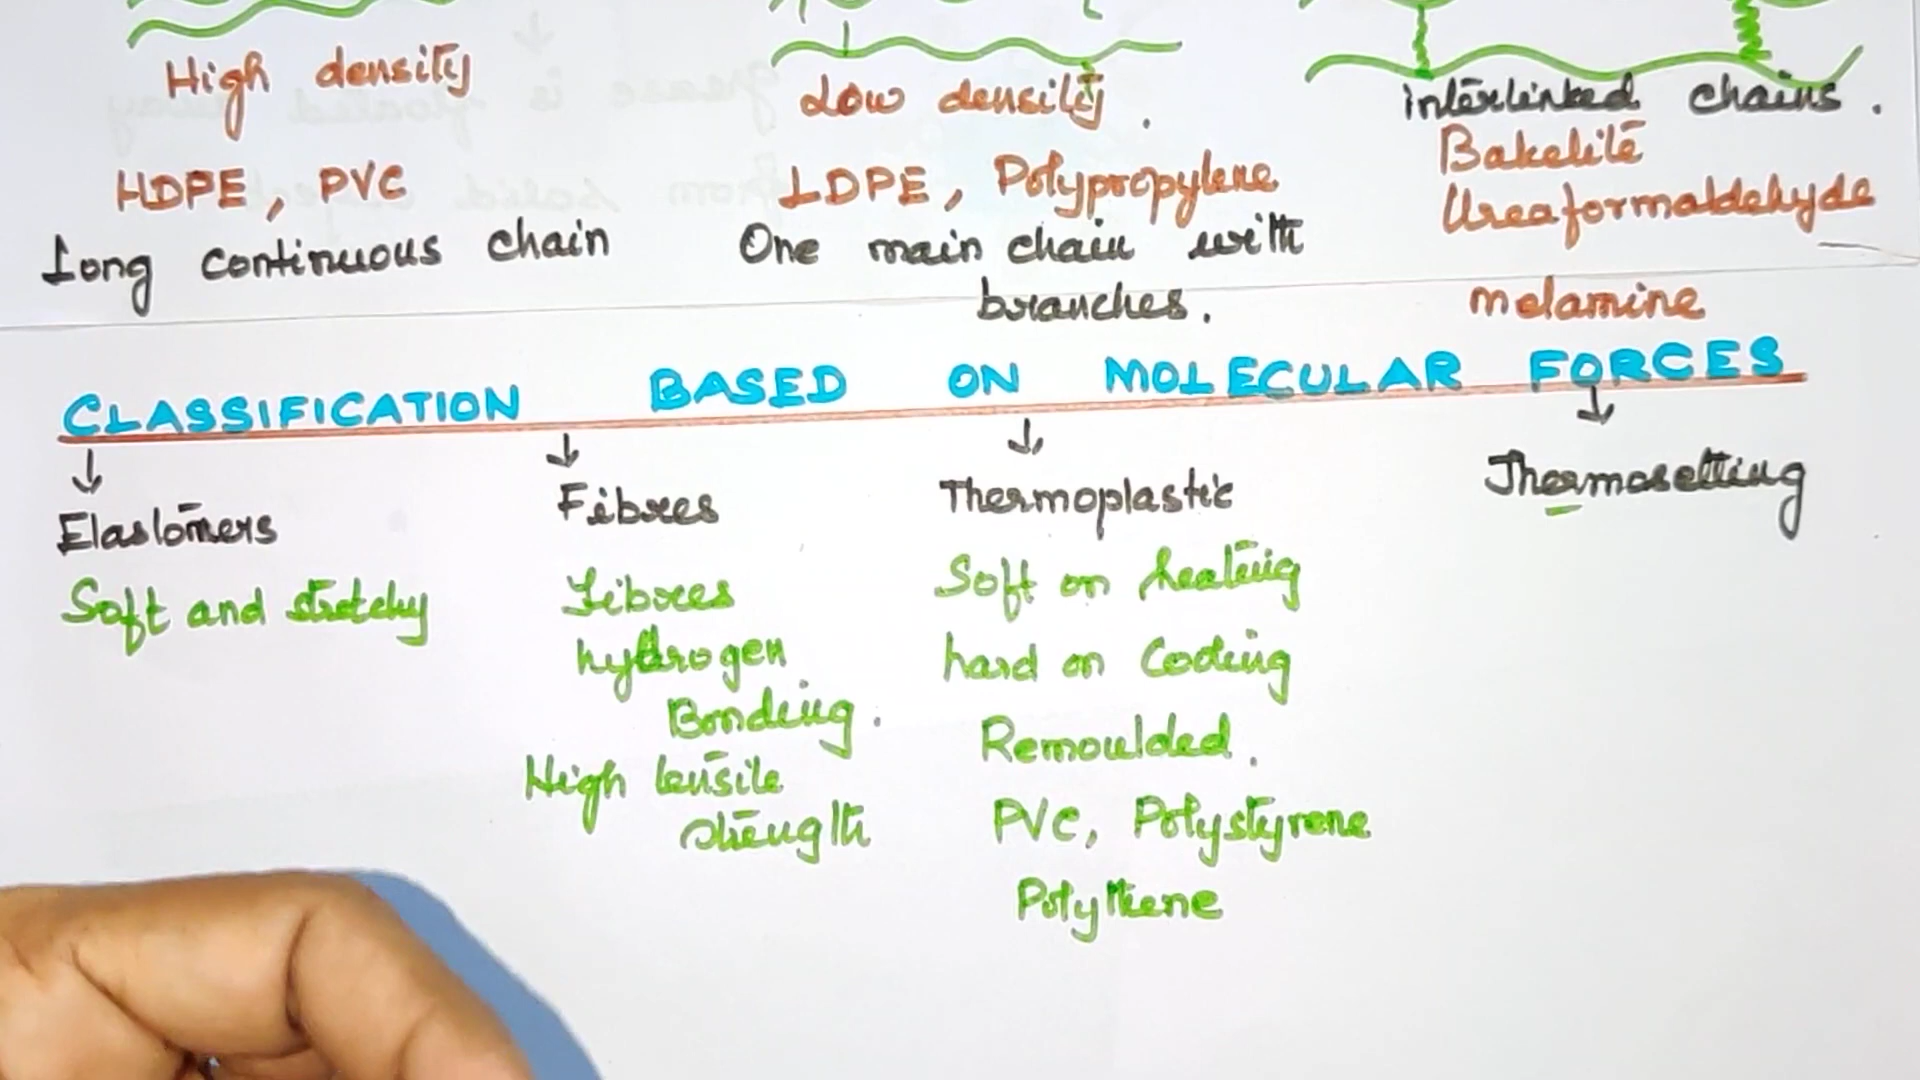 High density
HDPE, PVC
Long continuous chain
Low density.
LDPE, Polypropylene
One main chain with
branches.
interlinked chains.
Bakelite
Ureaformaldehyde
melamine
CLASSIFICATION BASED ON MOLECULAR FORCES
Elastomers
Soft and stretchy
Fibres
Fibres
hydrogen
Bonding.
High tensile
strength
Thermoplastic
Soft on heating
hard on Cooling
Remoulded.
PVC, Polystyrene
Polythene
Thermosetting